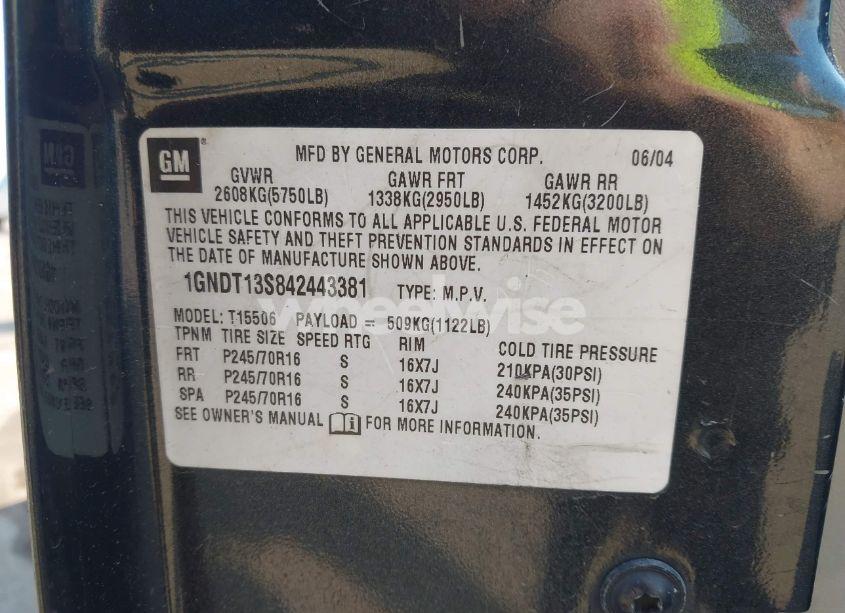 GM
MFD BY GENERAL MOTORS CORP. 06/04
GVWR GAWR FRT GAWR RR
2608KG(5750LB) 1338KG(2950LB) 1452KG(3200LB)
THIS VEHICLE CONFORMS TO ALL APPLICABLE U.S. FEDERAL MOTOR
VEHICLE SAFETY AND THEFT PREVENTION STANDARDS IN EFFECT ON
THE DATE OF MANUFACTURE SHOWN ABOVE.
1GNDT13S842443381 TYPE: M.P.V.
wheelwise
MODEL: T15506 PAYLOAD = 509KG(1122LB)
TPNM TIRE SIZE SPEED RTG RIM COLD TIRE PRESSURE
FRT P245/70R16 S 16X7J 210KPA(30PSI)
RR P245/70R16 S 16X7J 240KPA(35PSI)
SPA P245/70R16 S 16X7J 240KPA(35PSI)
SEE OWNER'S MANUAL FOR MORE INFORMATION.